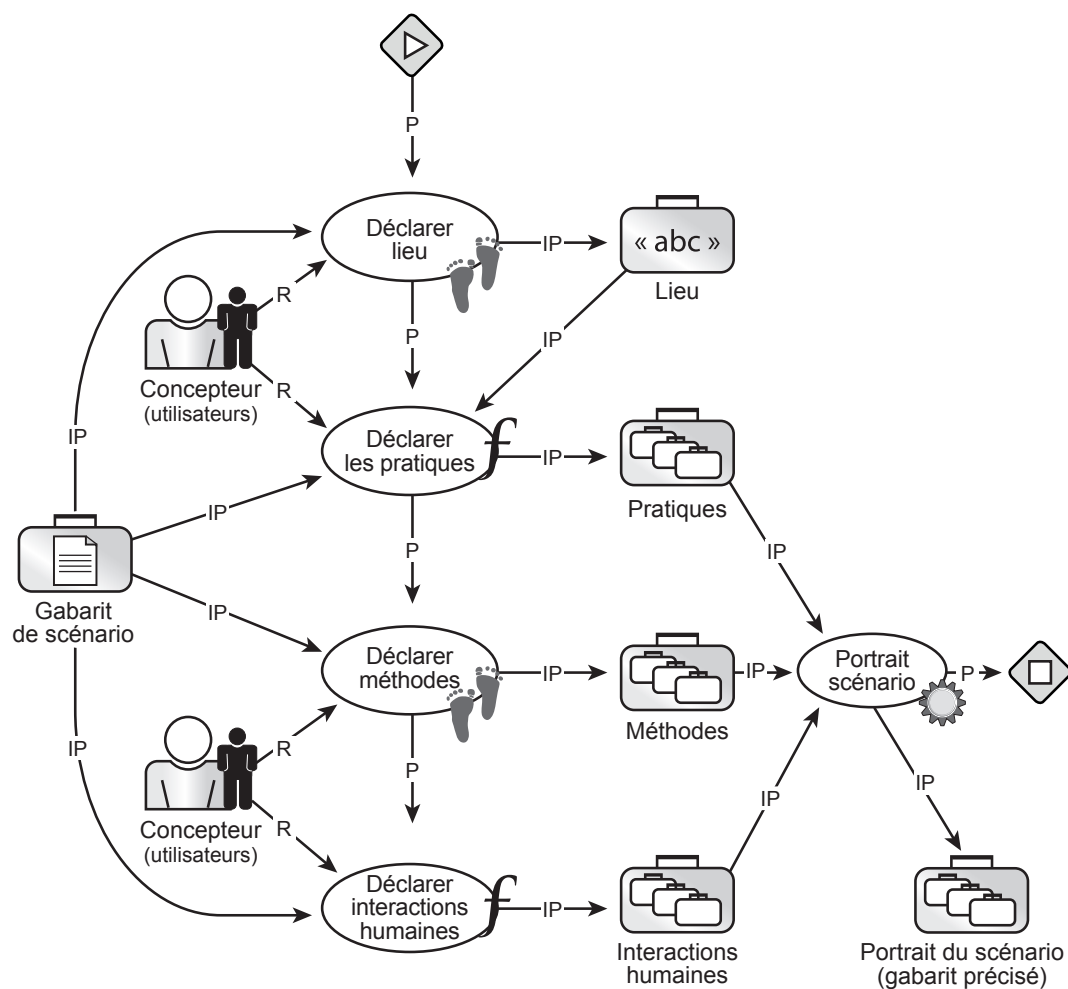 P
Déclarer
lieu
IP
« abc »
Lieu
R
Concepteur
(utilisateurs)
R
P
IP
IP
Déclarer
les pratiques
IP
Pratiques
IP
P
IP
Gabarit
de scénario
IP
Déclarer
méthodes
IP
Méthodes
IP
Portrait
scénario
P
IP
R
Concepteur
(utilisateurs)
R
P
IP
IP
Déclarer
interactions
humaines
IP
Interactions
humaines
Portrait du scénario
(gabarit précisé)